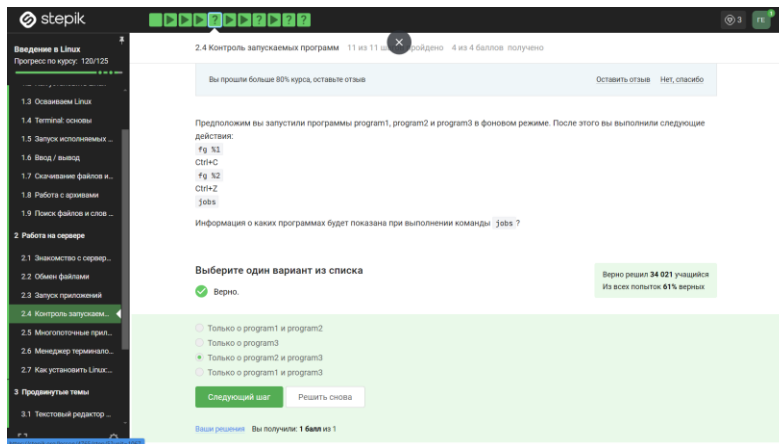 stepik
3
ГЕ
Введение в Linux
Прогресс по курсу: 120/125
1.3 Осваиваем Linux
1.4 Terminal: основы
1.5 Запуск исполняемых ...
1.6 Ввод / вывод
1.7 Скачивание файлов и...
1.8 Работа с архивами
1.9 Поиск файлов и слов ...
2 Работа на сервере
2.1 Знакомство с сервер...
2.2 Обмен файлами
2.3 Запуск приложений
2.4 Контроль запускаем...
2.5 Многопоточные прил...
2.6 Менеджер терминало...
2.7 Как установить Linux:...
3 Продвинутые темы
3.1 Текстовый редактор ...
2.4 Контроль запускаемых программ 11 из 11 пройдено 4 из 4 баллов получено
Вы прошли больше 80% курса, оставьте отзыв Оставить отзыв Нет, спасибо
Предположим вы запустили программы program1, program2 и program3 в фоновом режиме. После этого вы выполнили следующие
действия:
fg %1
Ctrl+C
fg %2
Ctrl+Z
jobs
Информация о каких программах будет показана при выполнении команды jobs ?
Выберите один вариант из списка
Верно.
Верно решил 34 021 учащийся
Из всех попыток 61% верных
Только о program1 и program2
Только о program3
Только о program2 и program3
Только о program1 и program3
Следующий шаг Решить снова
Ваши решения Вы получили: 1 балл из 1